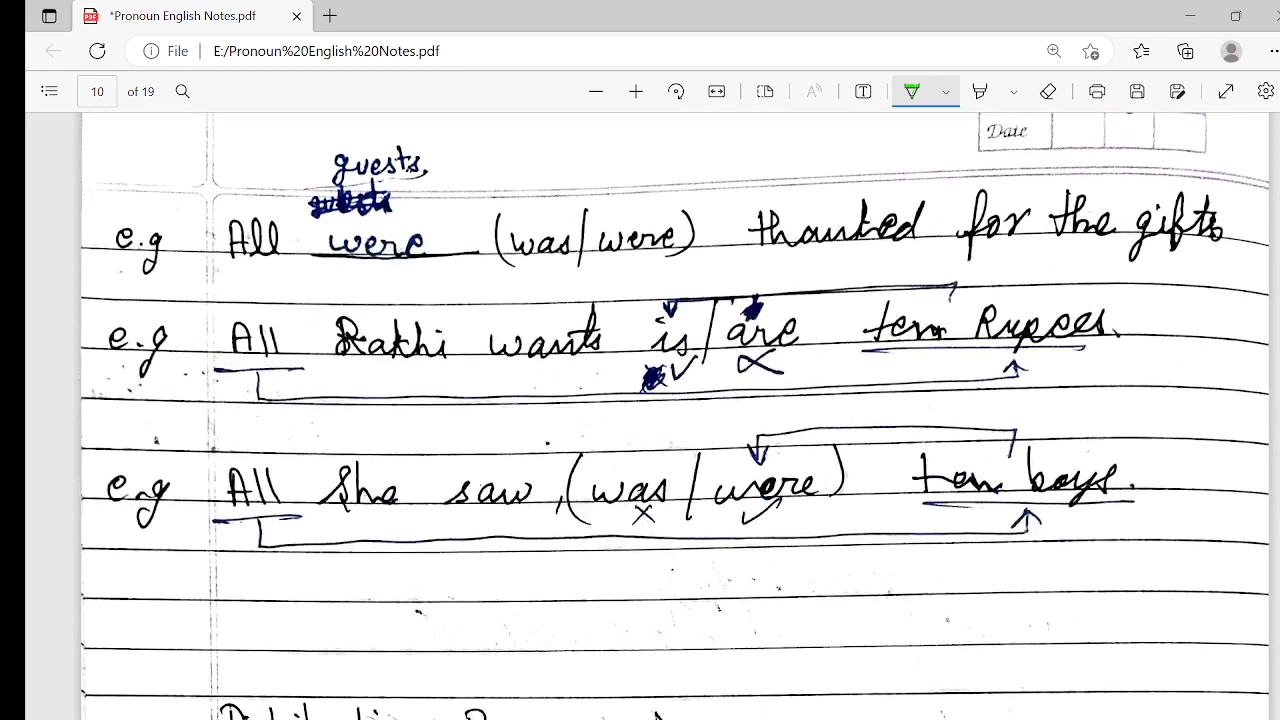 *Pronoun English Notes.pdf
File E:/Pronoun%20English%20Notes.pdf
10 of 19
Date
guests,
e.g All were (was/were) thanked for the gifts
e.g All Rakhi wants is/are ten Rupees.
e.g All She saw, (was/were) ten boys.